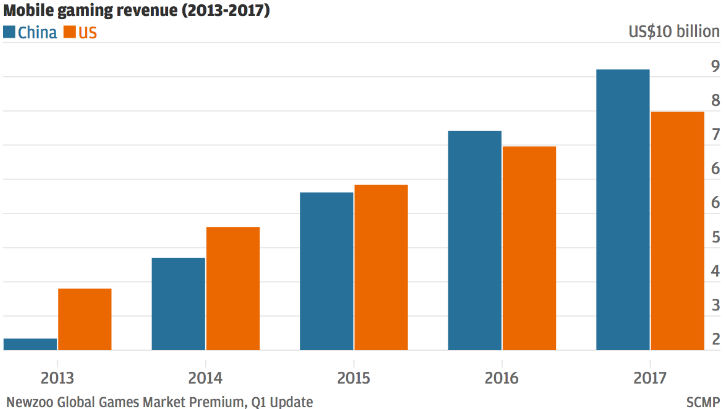 Mobile gaming revenue (2013-2017)
China US
US$10 billion
9
8
7
6
6
5
4
3
2
2013 2014 2015 2016 2017
Newzoo Global Games Market Premium, Q1 Update
SCMP